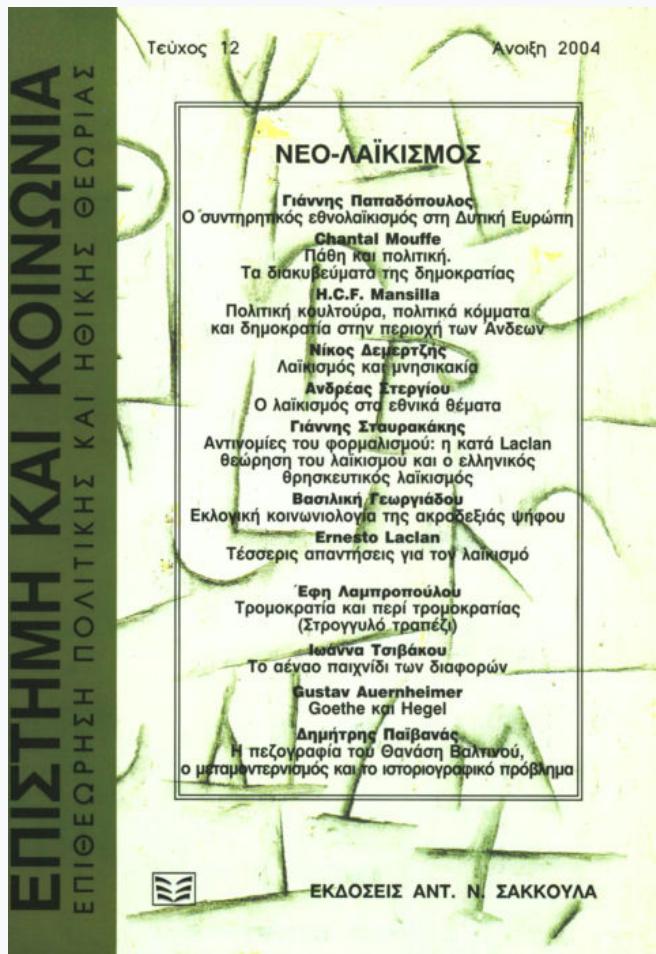 ΕΠΙΣΤΗΜΗ ΚΑΙ ΚΟΙΝΩΝΙΑ
ΕΠΙΘΕΩΡΗΣΗ ΠΟΛΙΤΙΚΗΣ ΚΑΙ ΗΘΙΚΗΣ ΘΕΩΡΙΑΣ
Τεύχος 12
Άνοιξη 2004
ΝΕΟ-ΛΑΪΚΙΣΜΟΣ
Γιάννης Παπαδόπουλος
Ο συντηρητικός εθνολαϊκισμός στη Δυτική Ευρώπη
Chantal Mouffe
Πάθη και πολιτική.
Τα διακυβεύματα της δημοκρατίας
H.C.F. Mansilla
Πολιτική κουλτούρα, πολιτικά κόμματα
και δημοκρατία στην περιοχή των Άνδεων
Νίκος Δεμερτζής
Λαϊκισμός και μνησικακία
Ανδρέας Στεργίου
Ο λαϊκισμός στα εθνικά θέματα
Γιάννης Σταυρακάκης
Αντινομίες του φορμαλισμού: η κατά Laclan
θεώρηση του λαϊκισμού και ο ελληνικός
θρησκευτικός λαϊκισμός
Βασιλική Γεωργιάδου
Εκλογική κοινωνιολογία της ακροδεξιάς ψήφου
Ernesto Laclan
Τέσσερις απαντήσεις για τον λαϊκισμό
Έφη Λαμπροπούλου
Τρομοκρατία και περί τρομοκρατίας
(Στρογγυλό τραπέζι)
Ιωάννα Τσιβάκου
Το αέναο παιχνίδι των διαφορών
Gustav Auernheimer
Goethe και Hegel
Δημήτρης Παϊβανάς
Η πεζογραφία του Θανάση Βαλτινού,
ο μεταμοντερνισμός και το ιστοριογραφικό πρόβλημα
ΕΚΔΟΣΕΙΣ ΑΝΤ. Ν. ΣΑΚΚΟΥΛΑ